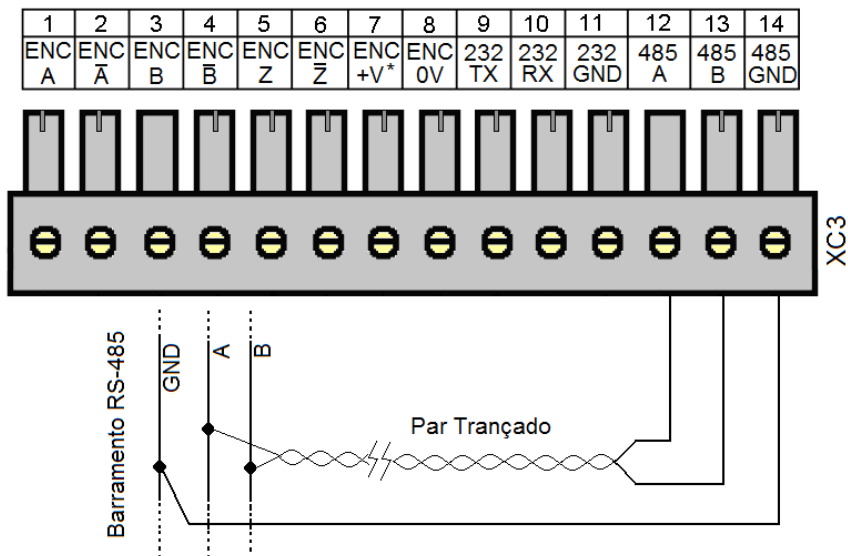 1 2 3 4 5 6 7 8 9 10 11 12 13 14
ENC ENC ENC ENC ENC ENC ENC ENC 232 232 232 485 485 485
A A̅ B B̅ Z Z̅ +V* 0V TX RX GND A B GND
XC3
Barramento RS-485
GND
A
B
Par Trançado